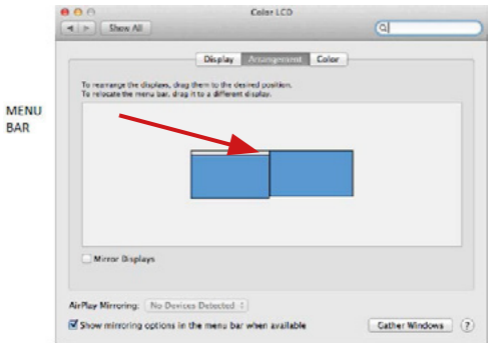 Color LCD
Show All
Display Arrangement Color
To rearrange the displays, drag them to the desired position.
To relocate the menu bar, drag it to a different display.
MENU
BAR
Mirror Displays
AirPlay Mirroring: No Devices Detected
Show mirroring options in the menu bar when available
Gather Windows ?